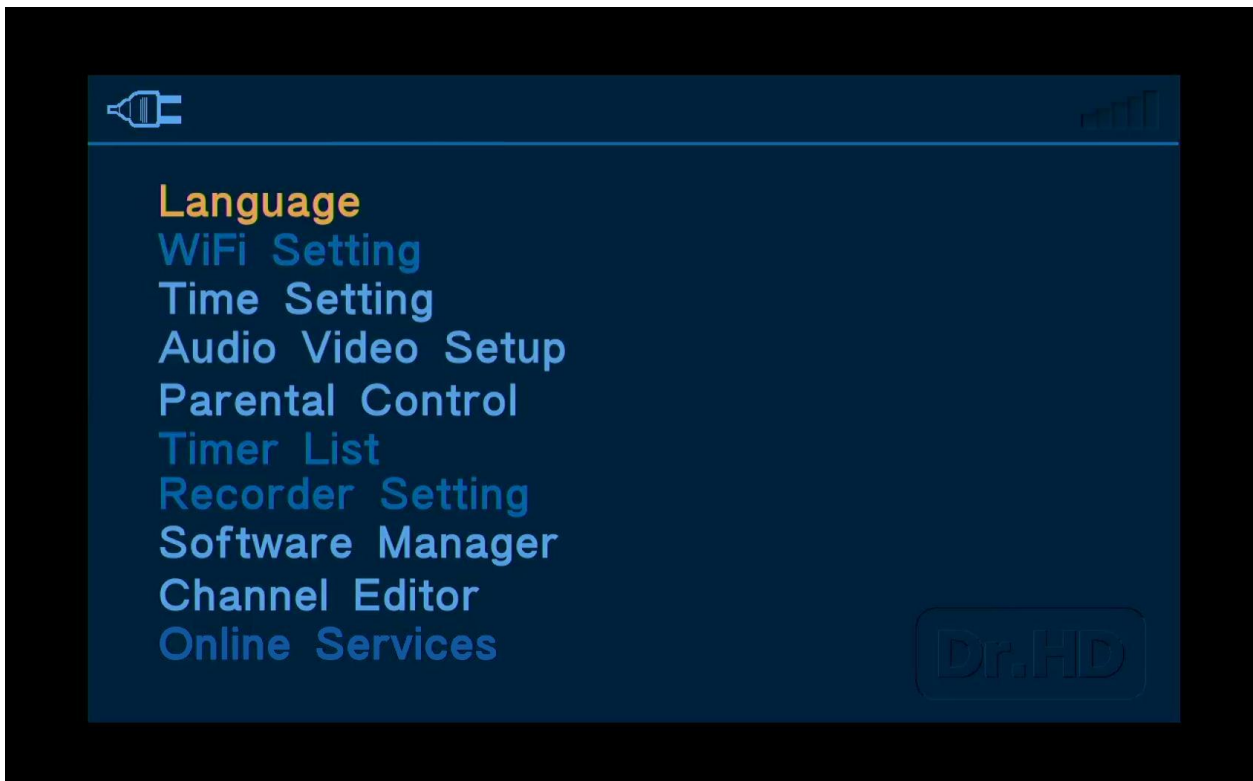 Language
WiFi Setting
Time Setting
Audio Video Setup
Parental Control
Timer List
Recorder Setting
Software Manager
Channel Editor
Online Services
Dr.HD